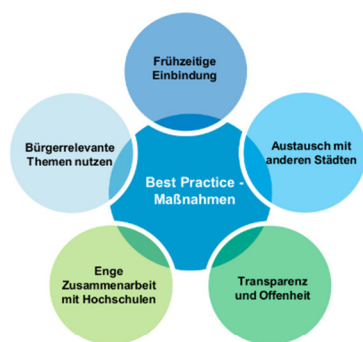 Frühzeitige
Einbindung
Bürgerrelevante
Themen nutzen
Austausch mit
anderen Städten
Best Practice -
Maßnahmen
Enge
Zusammenarbeit
mit Hochschulen
Transparenz
und Offenheit